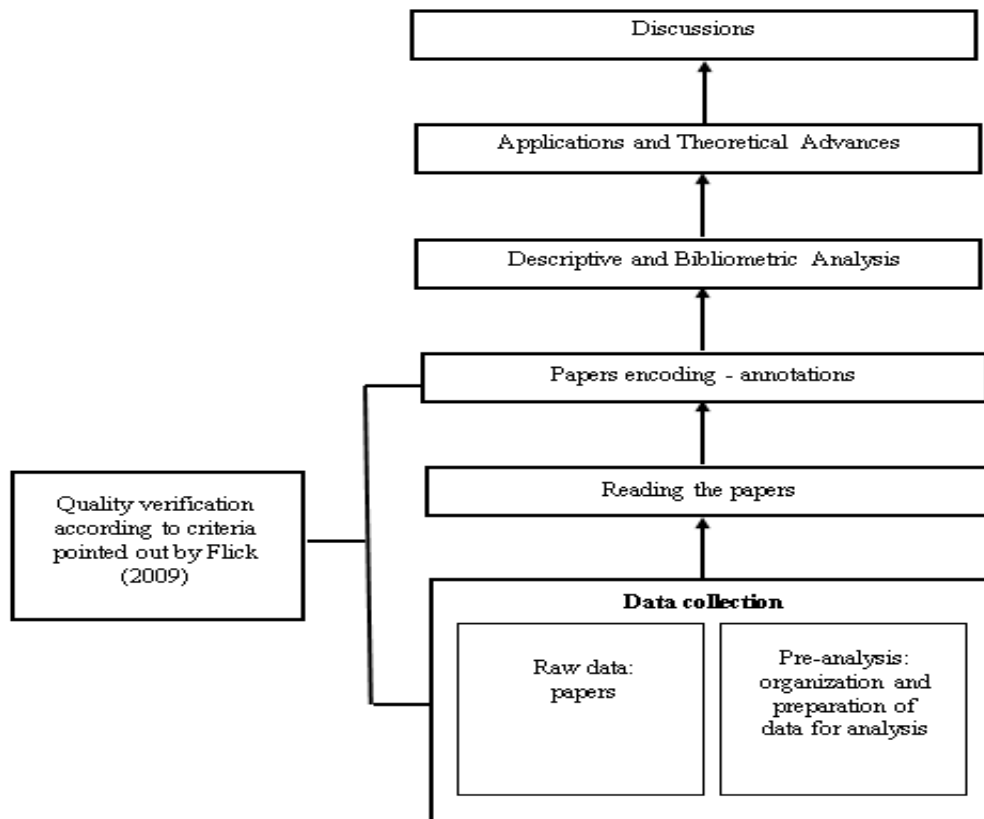 Discussions
Applications and Theoretical Advances
Descriptive and Bibliometric Analysis
Papers encoding - annotations
Reading the papers
Quality verification
according to criteria
pointed out by Flick
(2009)
Data collection
Raw data:
papers
Pre-analysis:
organization and
preparation of
data for analysis